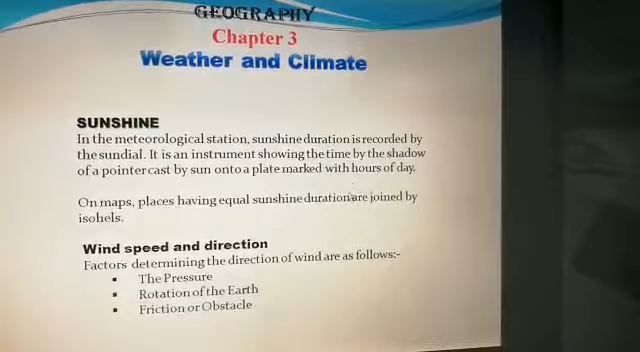 GEOGRAPHY
Chapter 3
Weather and Climate
SUNSHINE
In the meteorological station, sunshine duration is recorded by
the sundial. It is an instrument showing the time by the shadow
of a pointer cast by sun onto a plate marked with hours of day.
On maps, places having equal sunshine duration are joined by
isohels.
Wind speed and direction
Factors determining the direction of wind are as follows:-
▪ The Pressure
▪ Rotation of the Earth
▪ Friction or Obstacle